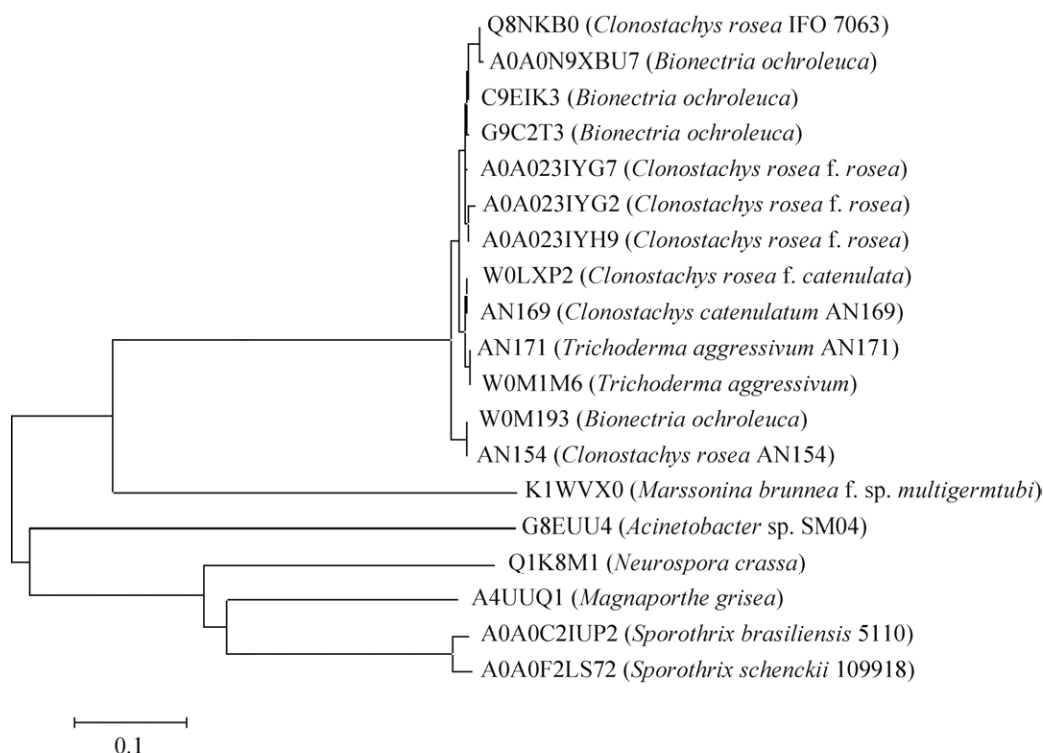 Q8NKB0 (Clonostachys rosea IFO 7063)
A0A0N9XBU7 (Bionectria ochroleuca)
C9EIK3 (Bionectria ochroleuca)
G9C2T3 (Bionectria ochroleuca)
A0A023IYG7 (Clonostachys rosea f. rosea)
A0A023IYG2 (Clonostachys rosea f. rosea)
A0A023IYH9 (Clonostachys rosea f. rosea)
W0LXP2 (Clonostachys rosea f. catenulata)
AN169 (Clonostachys catenulatum AN169)
AN171 (Trichoderma aggressivum AN171)
W0M1M6 (Trichoderma aggressivum)
W0M193 (Bionectria ochroleuca)
AN154 (Clonostachys rosea AN154)
K1WVX0 (Marssonina brunnea f. sp. multigermtubi)
G8EUU4 (Acinetobacter sp. SM04)
Q1K8M1 (Neurospora crassa)
A4UUQ1 (Magnaporthe grisea)
A0A0C2IUP2 (Sporothrix brasiliensis 5110)
A0A0F2LS72 (Sporothrix schenckii 109918)
0.1